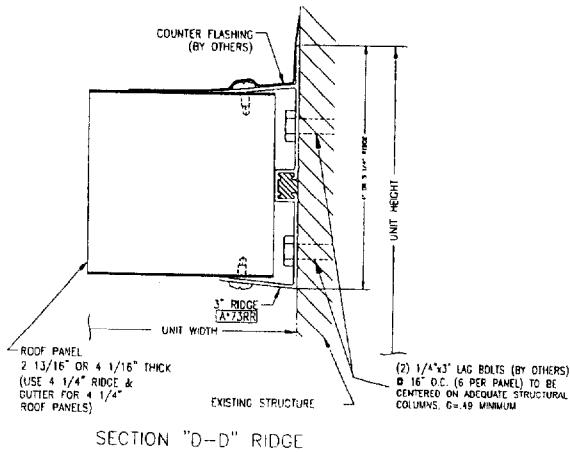 COUNTER FLASHING
(BY OTHERS)
RIDGE
UNIT HEIGHT
3" RIDGE
A*73RR
UNIT WIDTH
ROOF PANEL
2 13/16" OR 4 1/16" THICK
(USE 4 1/4" RIDGE &
GUTTER FOR 4 1/4"
ROOF PANELS)
EXISTING STRUCTURE
(2) 1/4"x3" LAG BOLTS (BY OTHERS)
@ 16" O.C. (6 PER PANEL) TO BE
CENTERED ON ADEQUATE STRUCTURAL
COLUMNS, G=.49 MINIMUM
SECTION "D-D" RIDGE